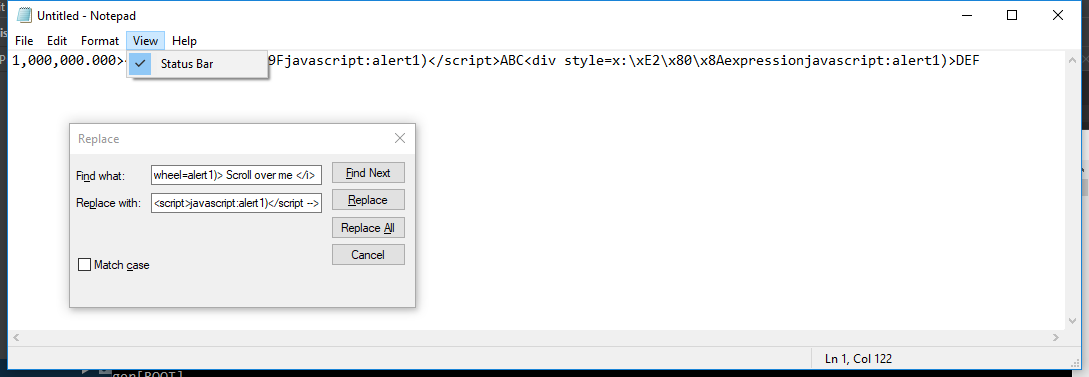 Untitled - Notepad
File Edit Format View Help
Status Bar
1,000,000.000> 9Fjavascript:alert1)</script>ABC<div style=x:\xE2\x80\x8Aexpressionjavascript:alert1)>DEF
Replace
Find what: wheel=alert1)> Scroll over me </i> Find Next
Replace with: <script>javascript:alert1)</script --> Replace
Replace All
Cancel
Match case
Ln 1, Col 122
gen[ROOT]